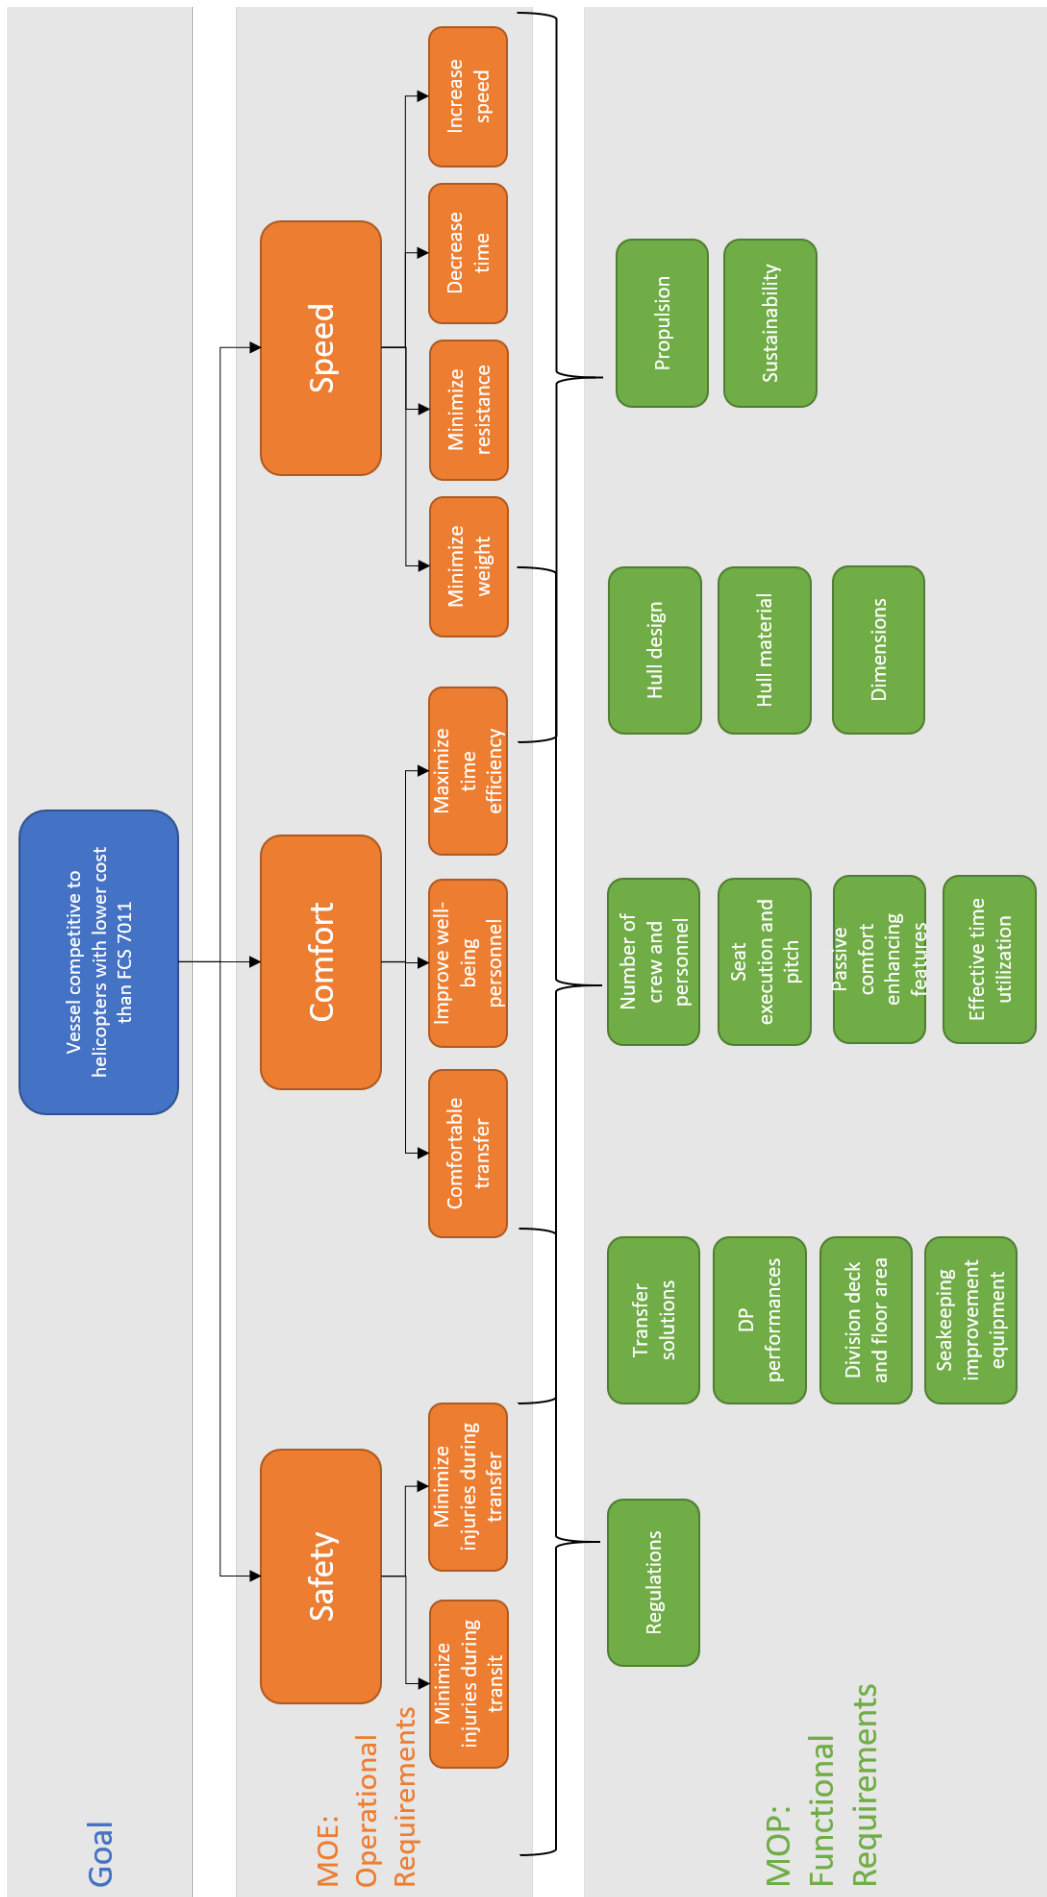 Goal
Vessel competitive to
helicopters with lower cost
than FCS 7011
MOE:
Operational
Requirements
Safety
Comfort
Speed
Minimize
injuries during
transit
Minimize
injuries during
transfer
Comfortable
transfer
Improve well-
being
personnel
Maximize
time
efficiency
Minimize
weight
Minimize
resistance
Decrease
time
Increase
speed
MOP:
Functional
Requirements
Regulations
Transfer
solutions
DP
performances
Division deck
and floor area
Seakeeping
improvement
equipment
Number of
crew and
personnel
Seat
execution and
pitch
Passive
comfort
enhancing
features
Effective time
utilization
Hull design
Hull material
Dimensions
Propulsion
Sustainability